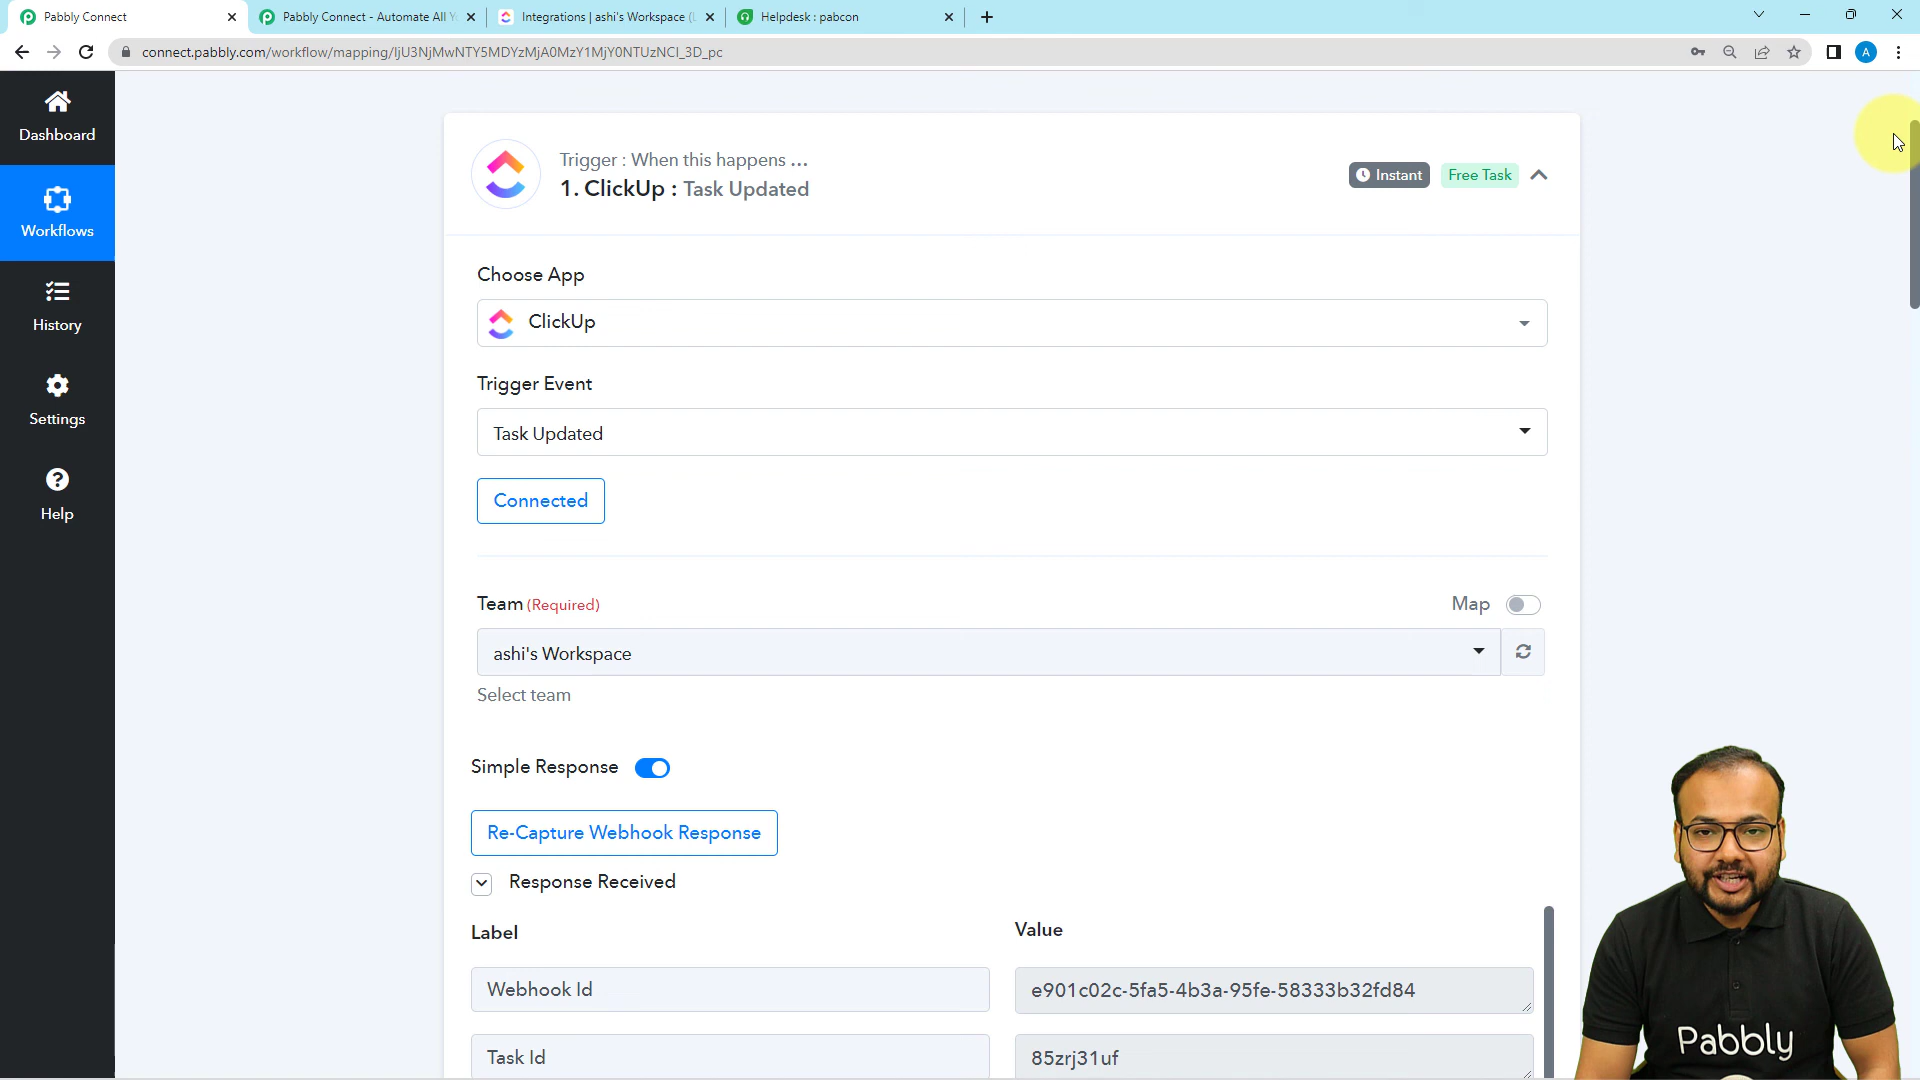 Pabbly Connect
Pabbly Connect - Automate All Y
Integrations | ashi's Workspace (
Helpdesk : pabcon
connect.pabbly.com/workflow/mapping/IjU3NjMwNTY5MDYzMjA0MzY1MjY0NTUzNCI_3D_pc
A
Dashboard
Workflows
History
Settings
Help
Trigger : When this happens ...
1. ClickUp : Task Updated
Instant
Free Task
Choose App
ClickUp
Trigger Event
Task Updated
Connected
Team (Required)
Map
ashi's Workspace
Select team
Simple Response
Re-Capture Webhook Response
Response Received
Label
Value
Webhook Id
e901c02c-5fa5-4b3a-95fe-58333b32fd84
Task Id
85zrj31uf
Pabbly